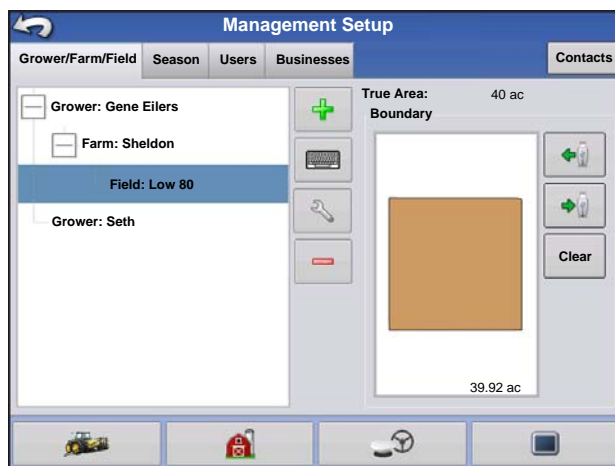 Management Setup
Grower/Farm/Field Season Users Businesses Contacts
Grower: Gene Eilers
Farm: Sheldon
Field: Low 80
Grower: Seth
True Area: 40 ac
Boundary
Clear
39.92 ac